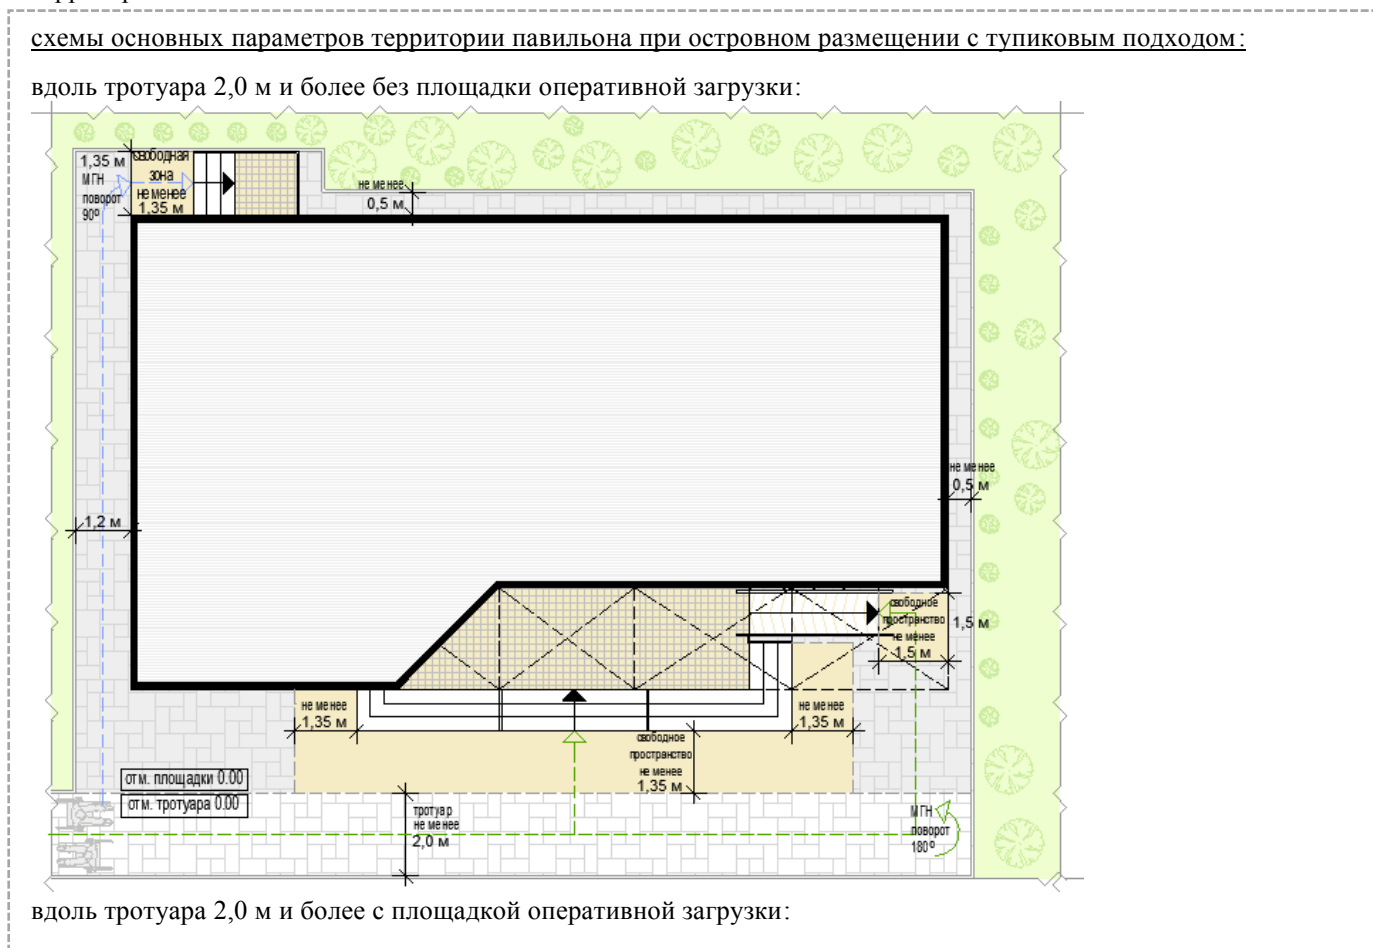 схемы основных параметров территории павильона при островном размещении с тупиковым подходом:
вдоль тротуара 2,0 м и более без площадки оперативной загрузки:
1,35 м
МГН
поворот
90º
свободная
зона
не менее
1,35 м
не менее
0,5 м
не менее
0,5 м
1,2 м
свободное
пространство
не менее
1,5 м
1,5 м
не менее
1,35 м
не менее
1,35 м
свободное
пространство
не менее
1,35 м
отм. площадки 0.00
отм. тротуара 0.00
тротуар
не менее
2,0 м
МГН
поворот
180º
вдоль тротуара 2,0 м и более с площадкой оперативной загрузки: